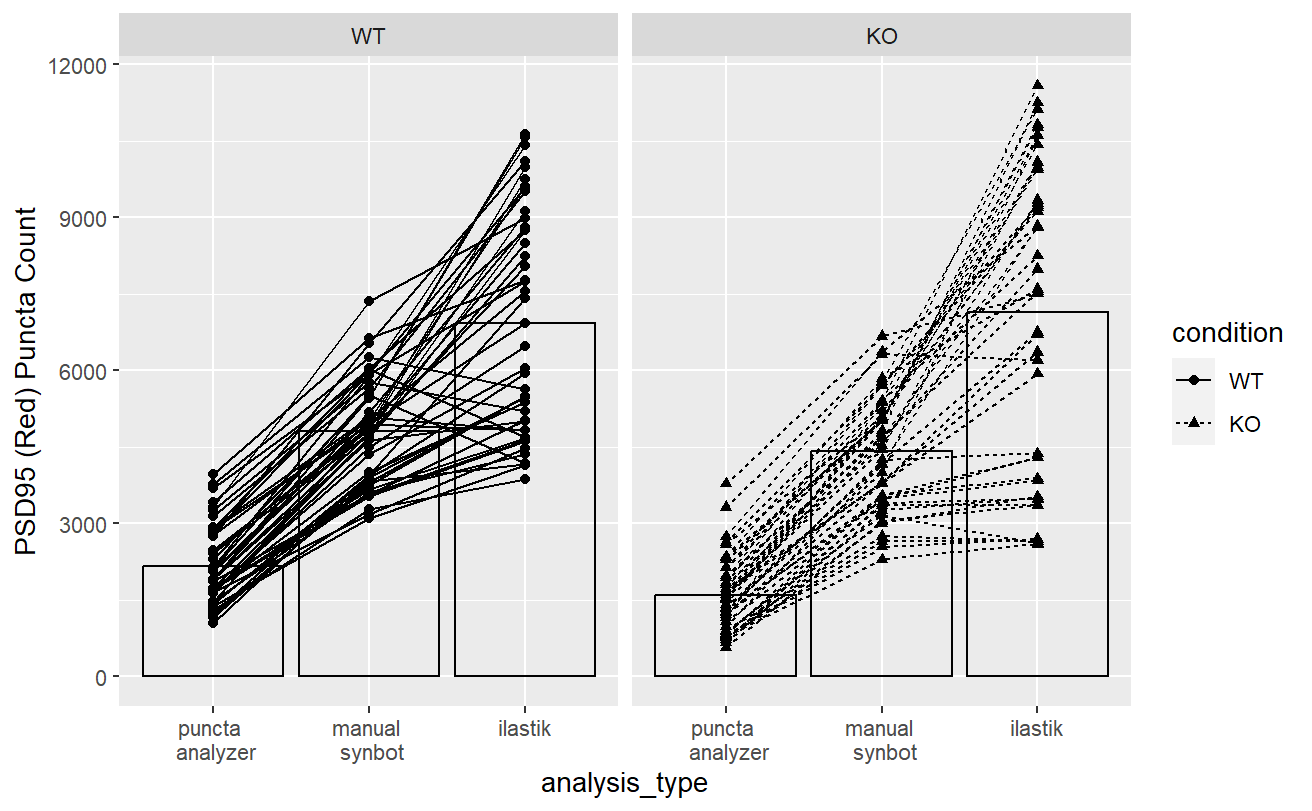 WT
KO
12000
9000
6000
3000
0
PSD95 (Red) Puncta Count
puncta
analyzer
manual
synbot
ilastik
puncta
analyzer
manual
synbot
ilastik
analysis_type
condition
WT
KO